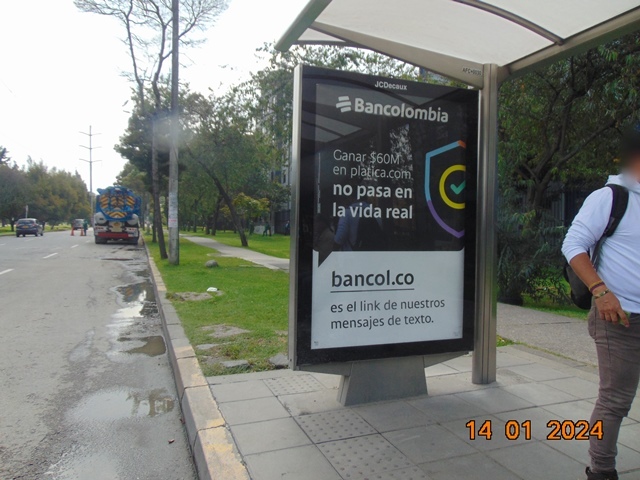 JCDecaux
Bancolombia
Ganar $60M
en platica.com
no pasa en
la vida real
bancol.co
es el link de nuestros
mensajes de texto.
14 01 2024